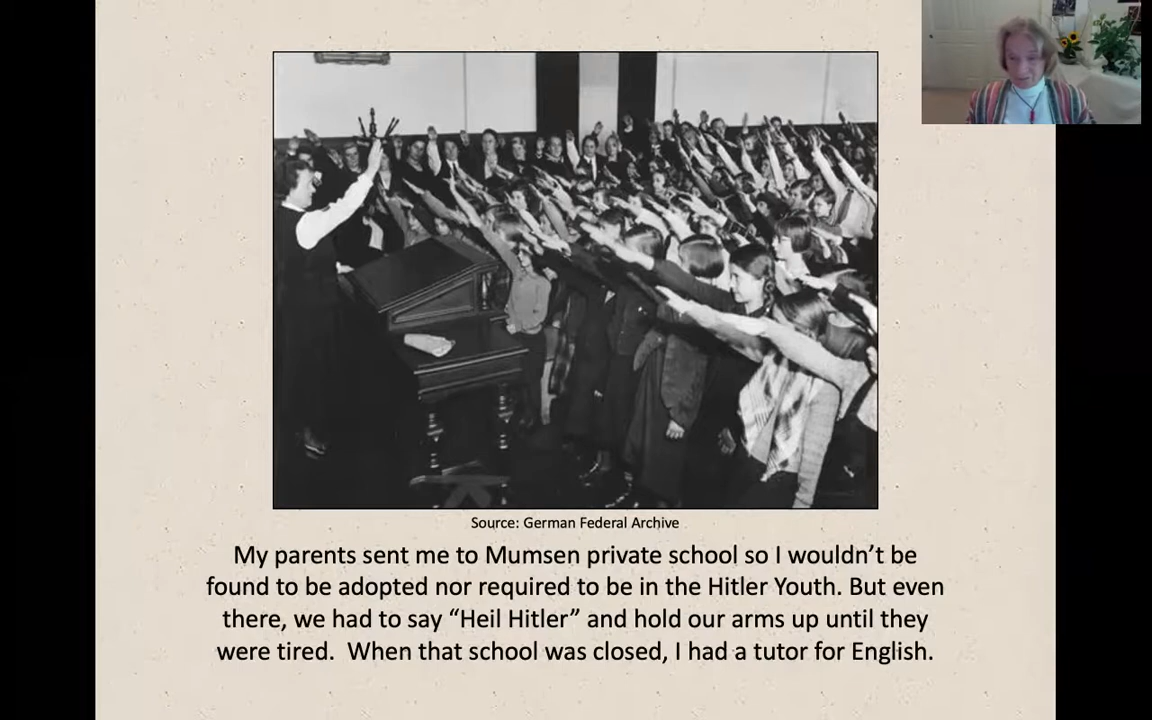 Source: German Federal Archive
My parents sent me to Mumsen private school so I wouldn’t be
found to be adopted nor required to be in the Hitler Youth. But even
there, we had to say “Heil Hitler” and hold our arms up until they
were tired.  When that school was closed, I had a tutor for English.